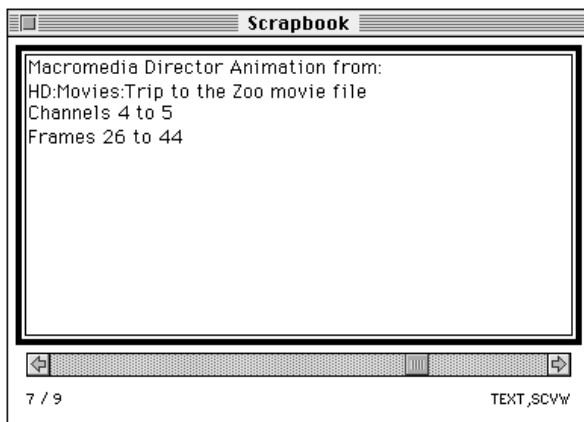 Scrapbook
Macromedia Director Animation from:
HD:Movies:Trip to the Zoo movie file
Channels 4 to 5
Frames 26 to 44
7 / 9
TEXT,SCVW